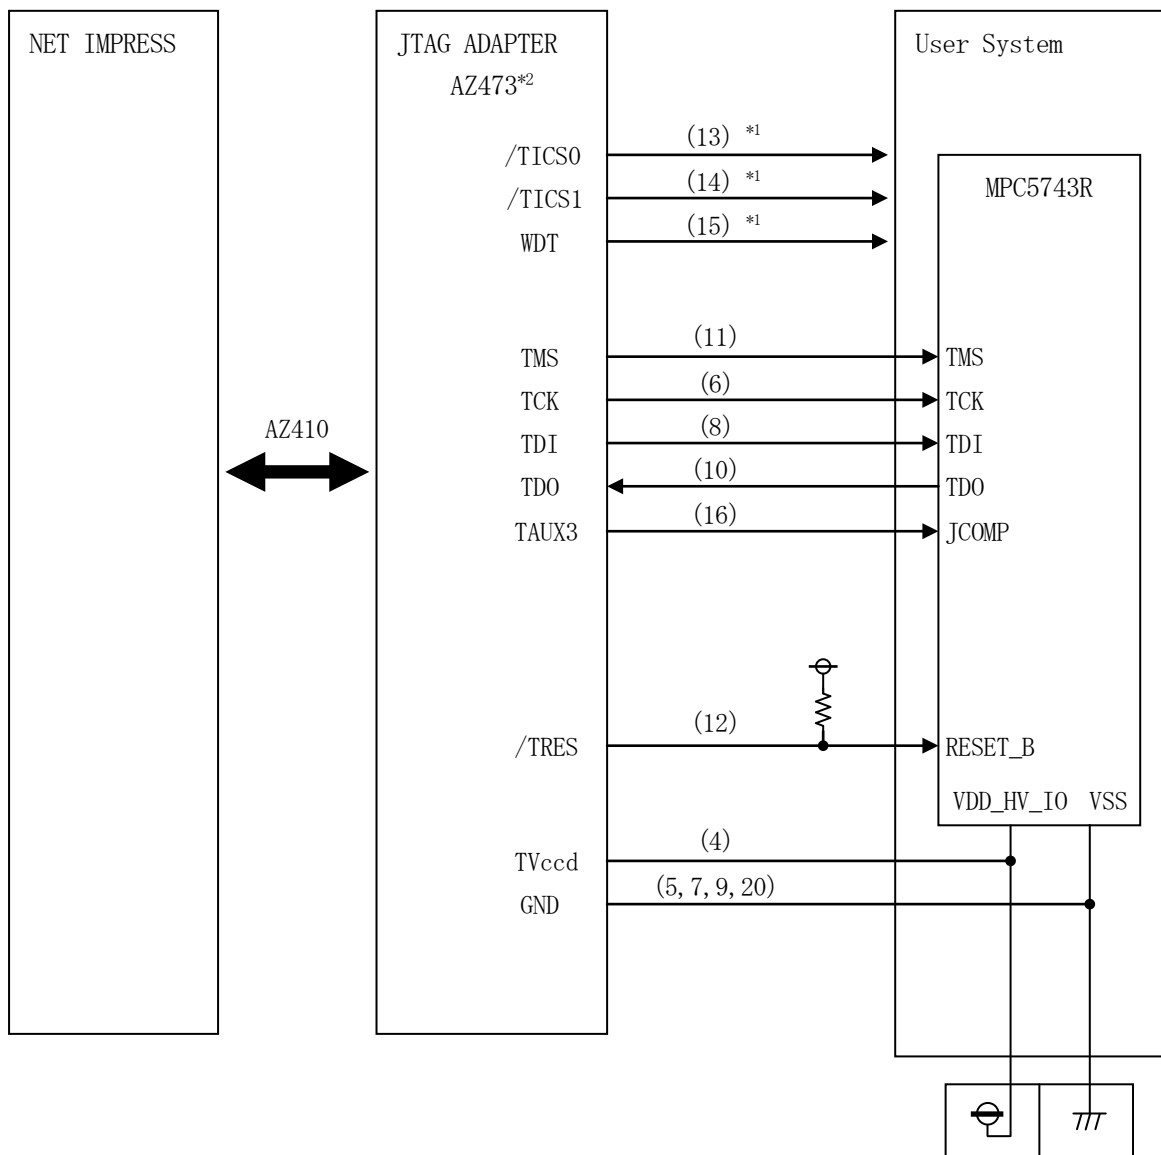 NET IMPRESS
JTAG ADAPTER
AZ473*2
User System
MPC5743R
/TICS0
(13) *1
/TICS1
(14) *1
WDT
(15) *1
TMS
(11)
TMS
TCK
(6)
TCK
AZ410
TDI
(8)
TDI
TDO
(10)
TDO
TAUX3
(16)
JCOMP
/TRES
(12)
RESET_B
VDD_HV_IO VSS
TVccd
(4)
GND
(5, 7, 9, 20)